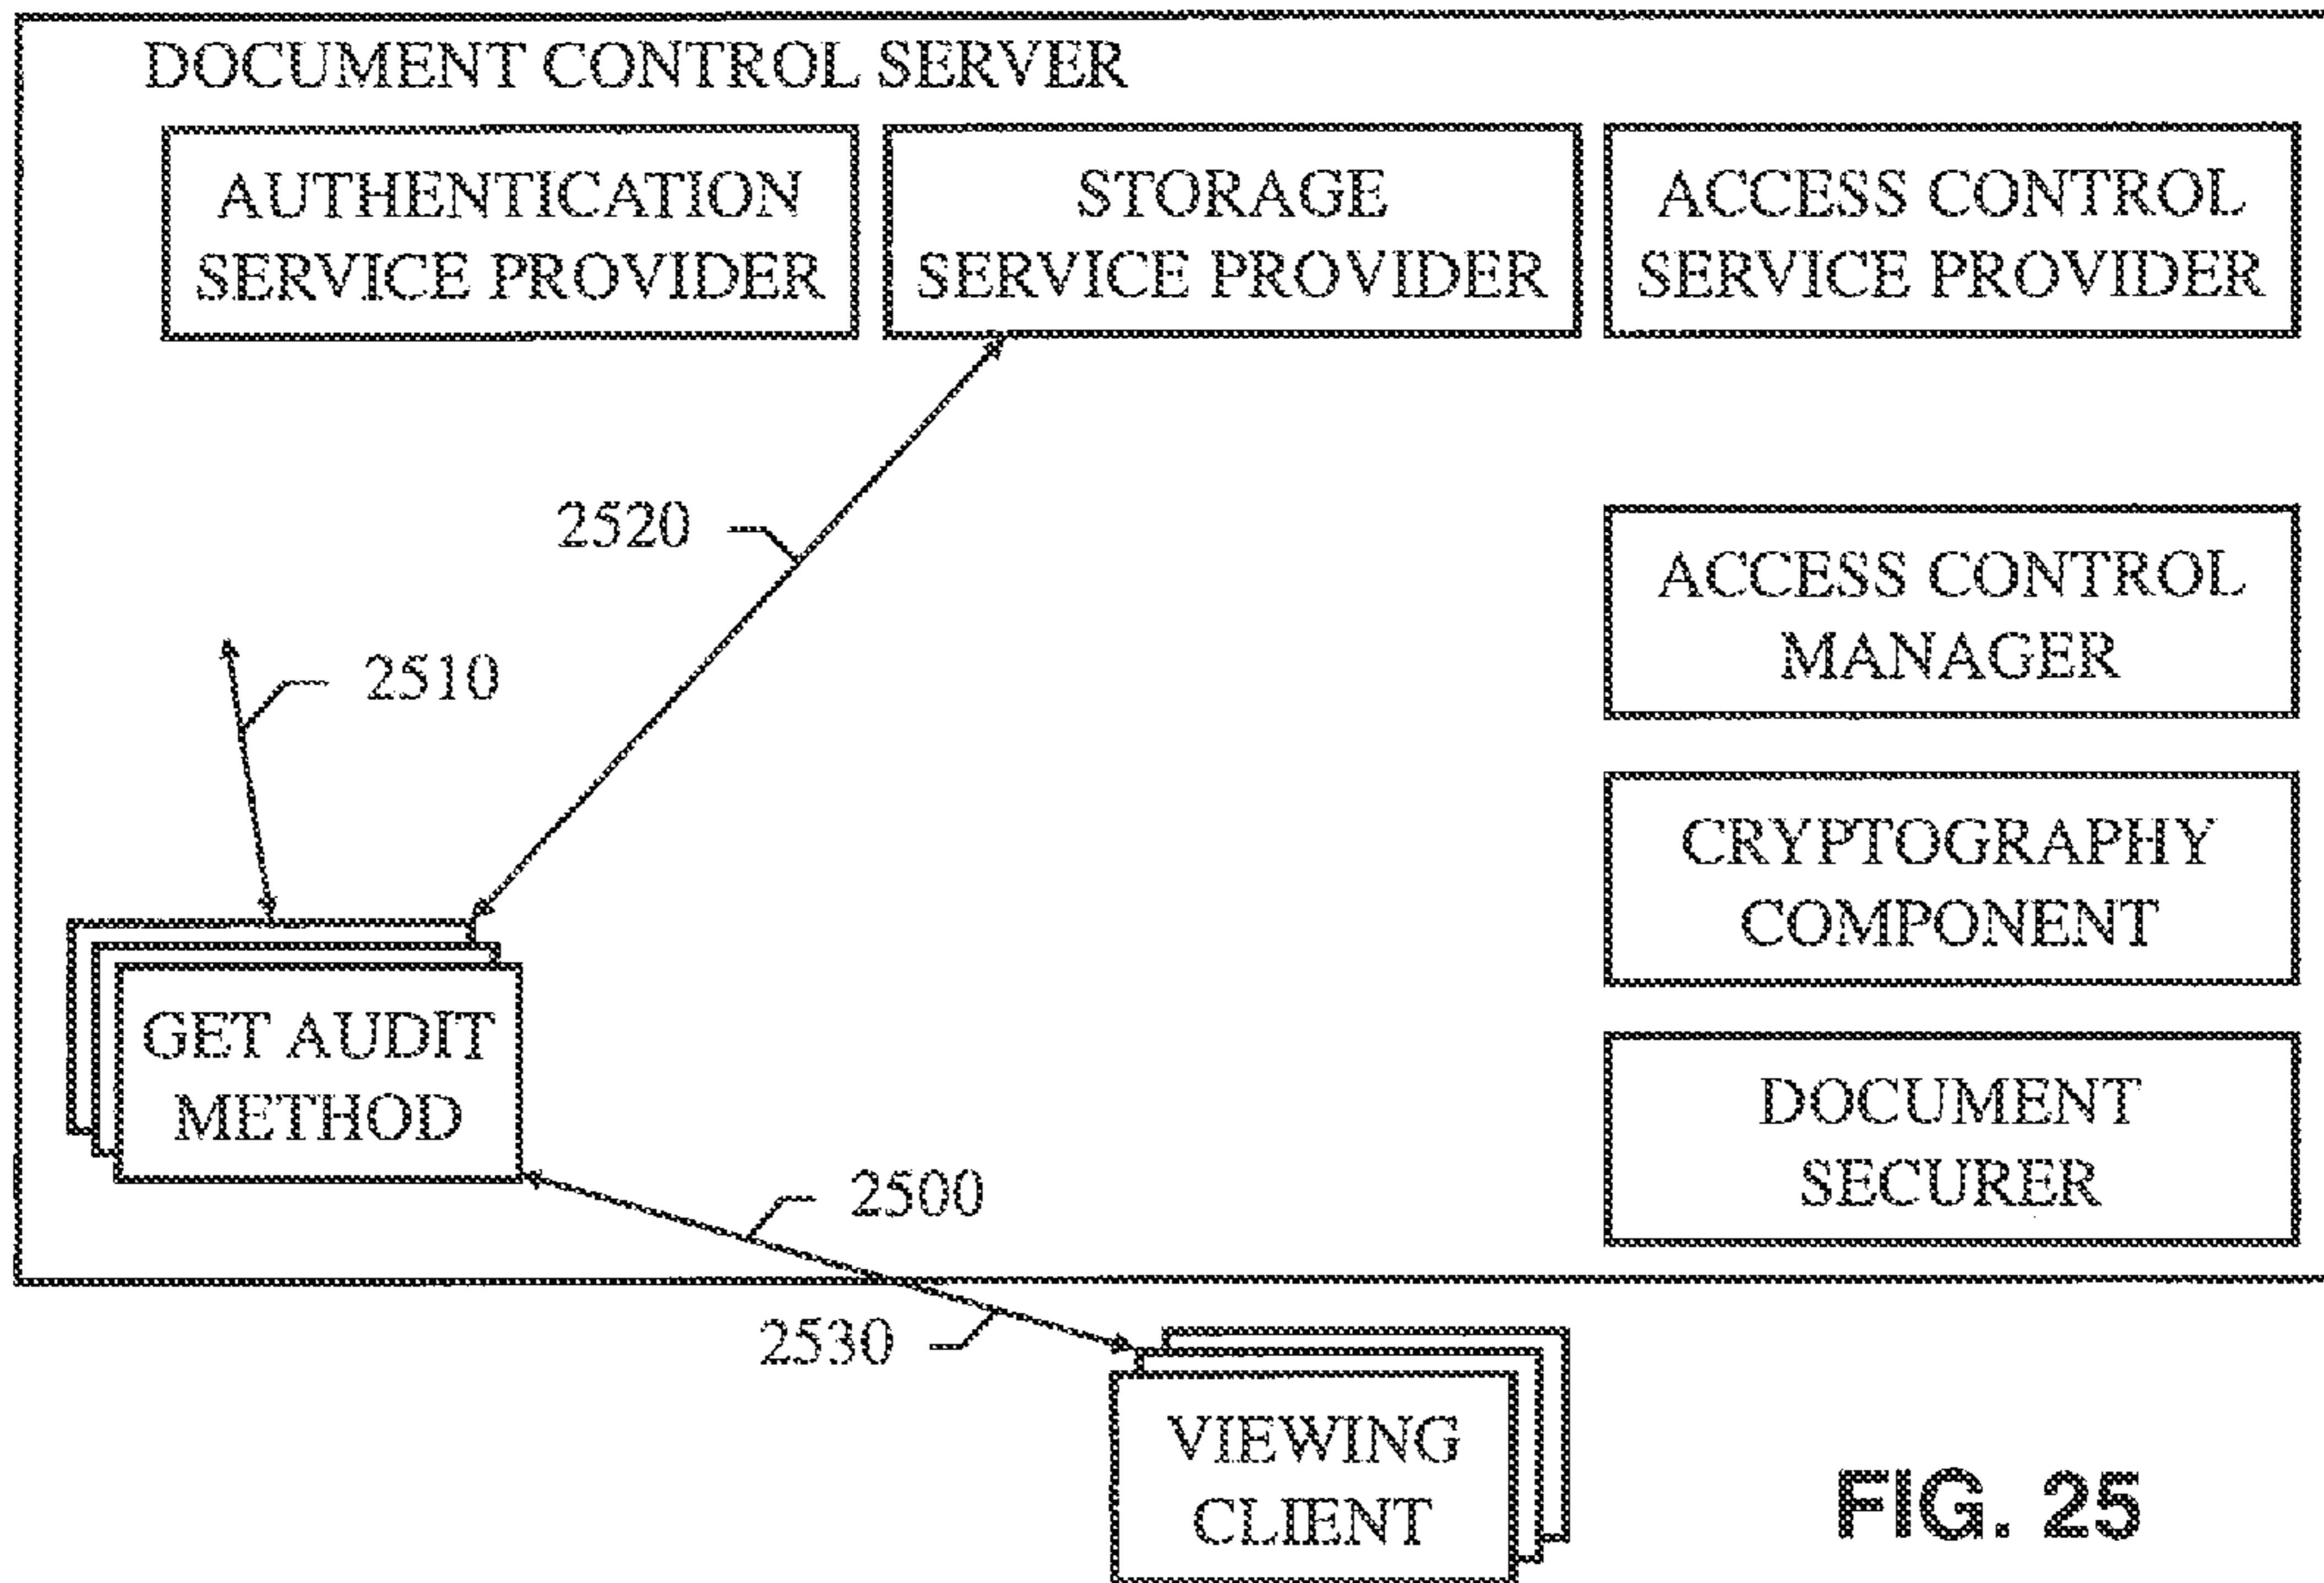 DOCUMENT CONTROL SERVER
AUTHENTICATION
SERVICE PROVIDER
STORAGE
SERVICE PROVIDER
ACCESS CONTROL
SERVICE PROVIDER
2520
ACCESS CONTROL
MANAGER
2510
CRYPTOGRAPHY
COMPONENT
GET AUDIT
METHOD
DOCUMENT
SECURER
2500
2530
VIEWING
CLIENT
FIG. 25